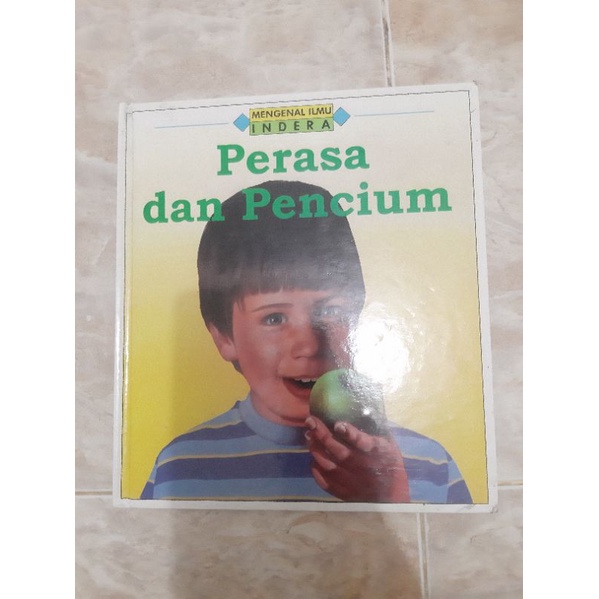 MENGENAL ILMU
INDERA
Perasa
dan Pencium